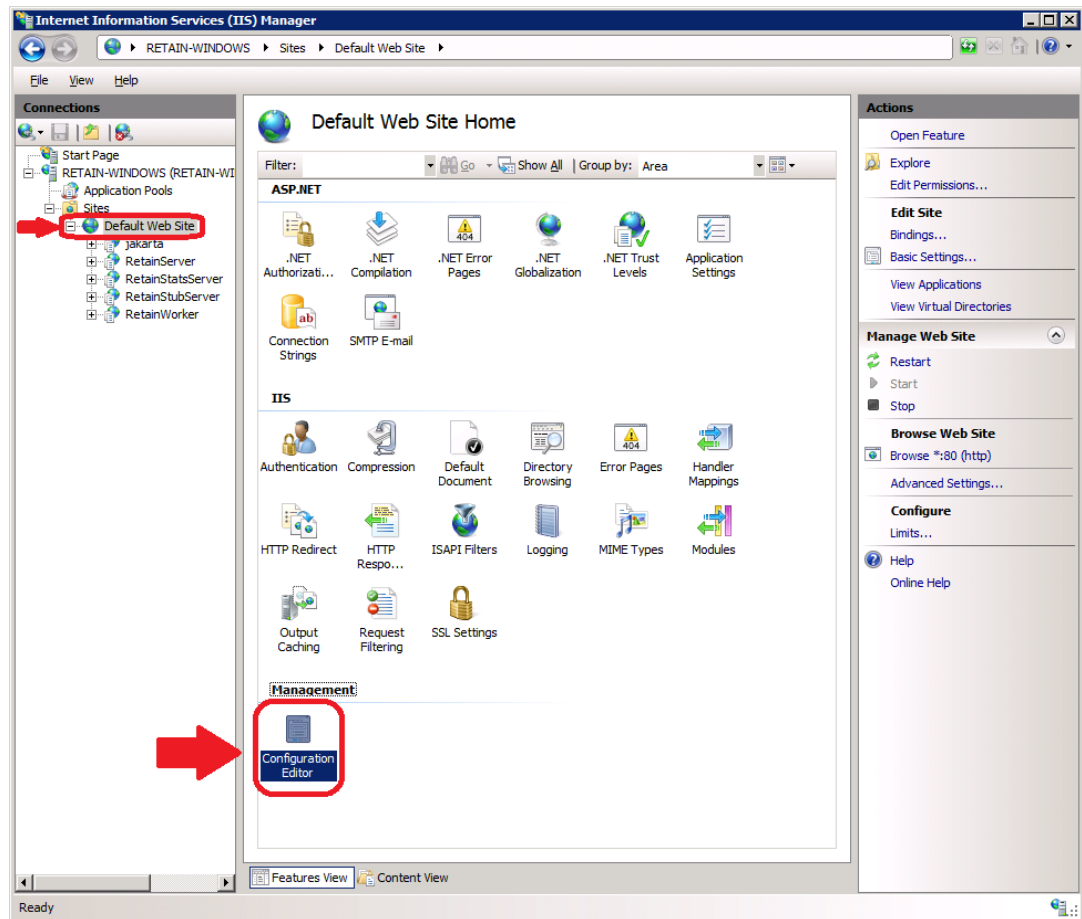 Internet Information Services (IIS) Manager
RETAIN-WINDOWS Sites Default Web Site
File View Help
Connections
Start Page
RETAIN-WINDOWS (RETAIN-WI
Application Pools
Sites
Default Web Site
jakarta
RetainServer
RetainStatsServer
RetainStubServer
RetainWorker
Default Web Site Home
Filter: Go Show All Group by: Area
ASP.NET
.NET Authorizati...
.NET Compilation
404
.NET Error Pages
.NET Globalization
.NET Trust Levels
Application Settings
ab
Connection Strings
SMTP E-mail
IIS
Authentication
Compression
Default Document
Directory Browsing
404
Error Pages
Handler Mappings
HTTP Redirect
HTTP Respo...
ISAPI Filters
Logging
MIME Types
Modules
Output Caching
Request Filtering
SSL Settings
Management
Configuration Editor
Features View Content View
Actions
Open Feature
Explore
Edit Permissions...
Edit Site
Bindings...
Basic Settings...
View Applications
View Virtual Directories
Manage Web Site
Restart
Start
Stop
Browse Web Site
Browse *:80 (http)
Advanced Settings...
Configure
Limits...
Help
Online Help
Ready